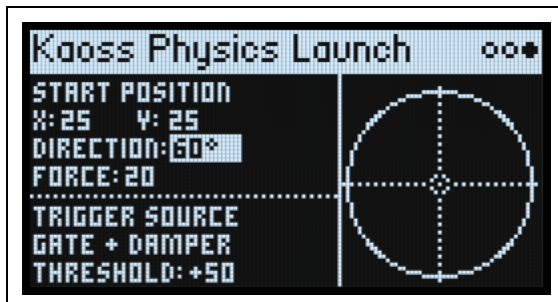 Kaoss Physics Launch
START POSITION
X: 25 Y: 25
DIRECTION: 60°
FORCE: 20
TRIGGER SOURCE
GATE + DAMPER
THRESHOLD: +50